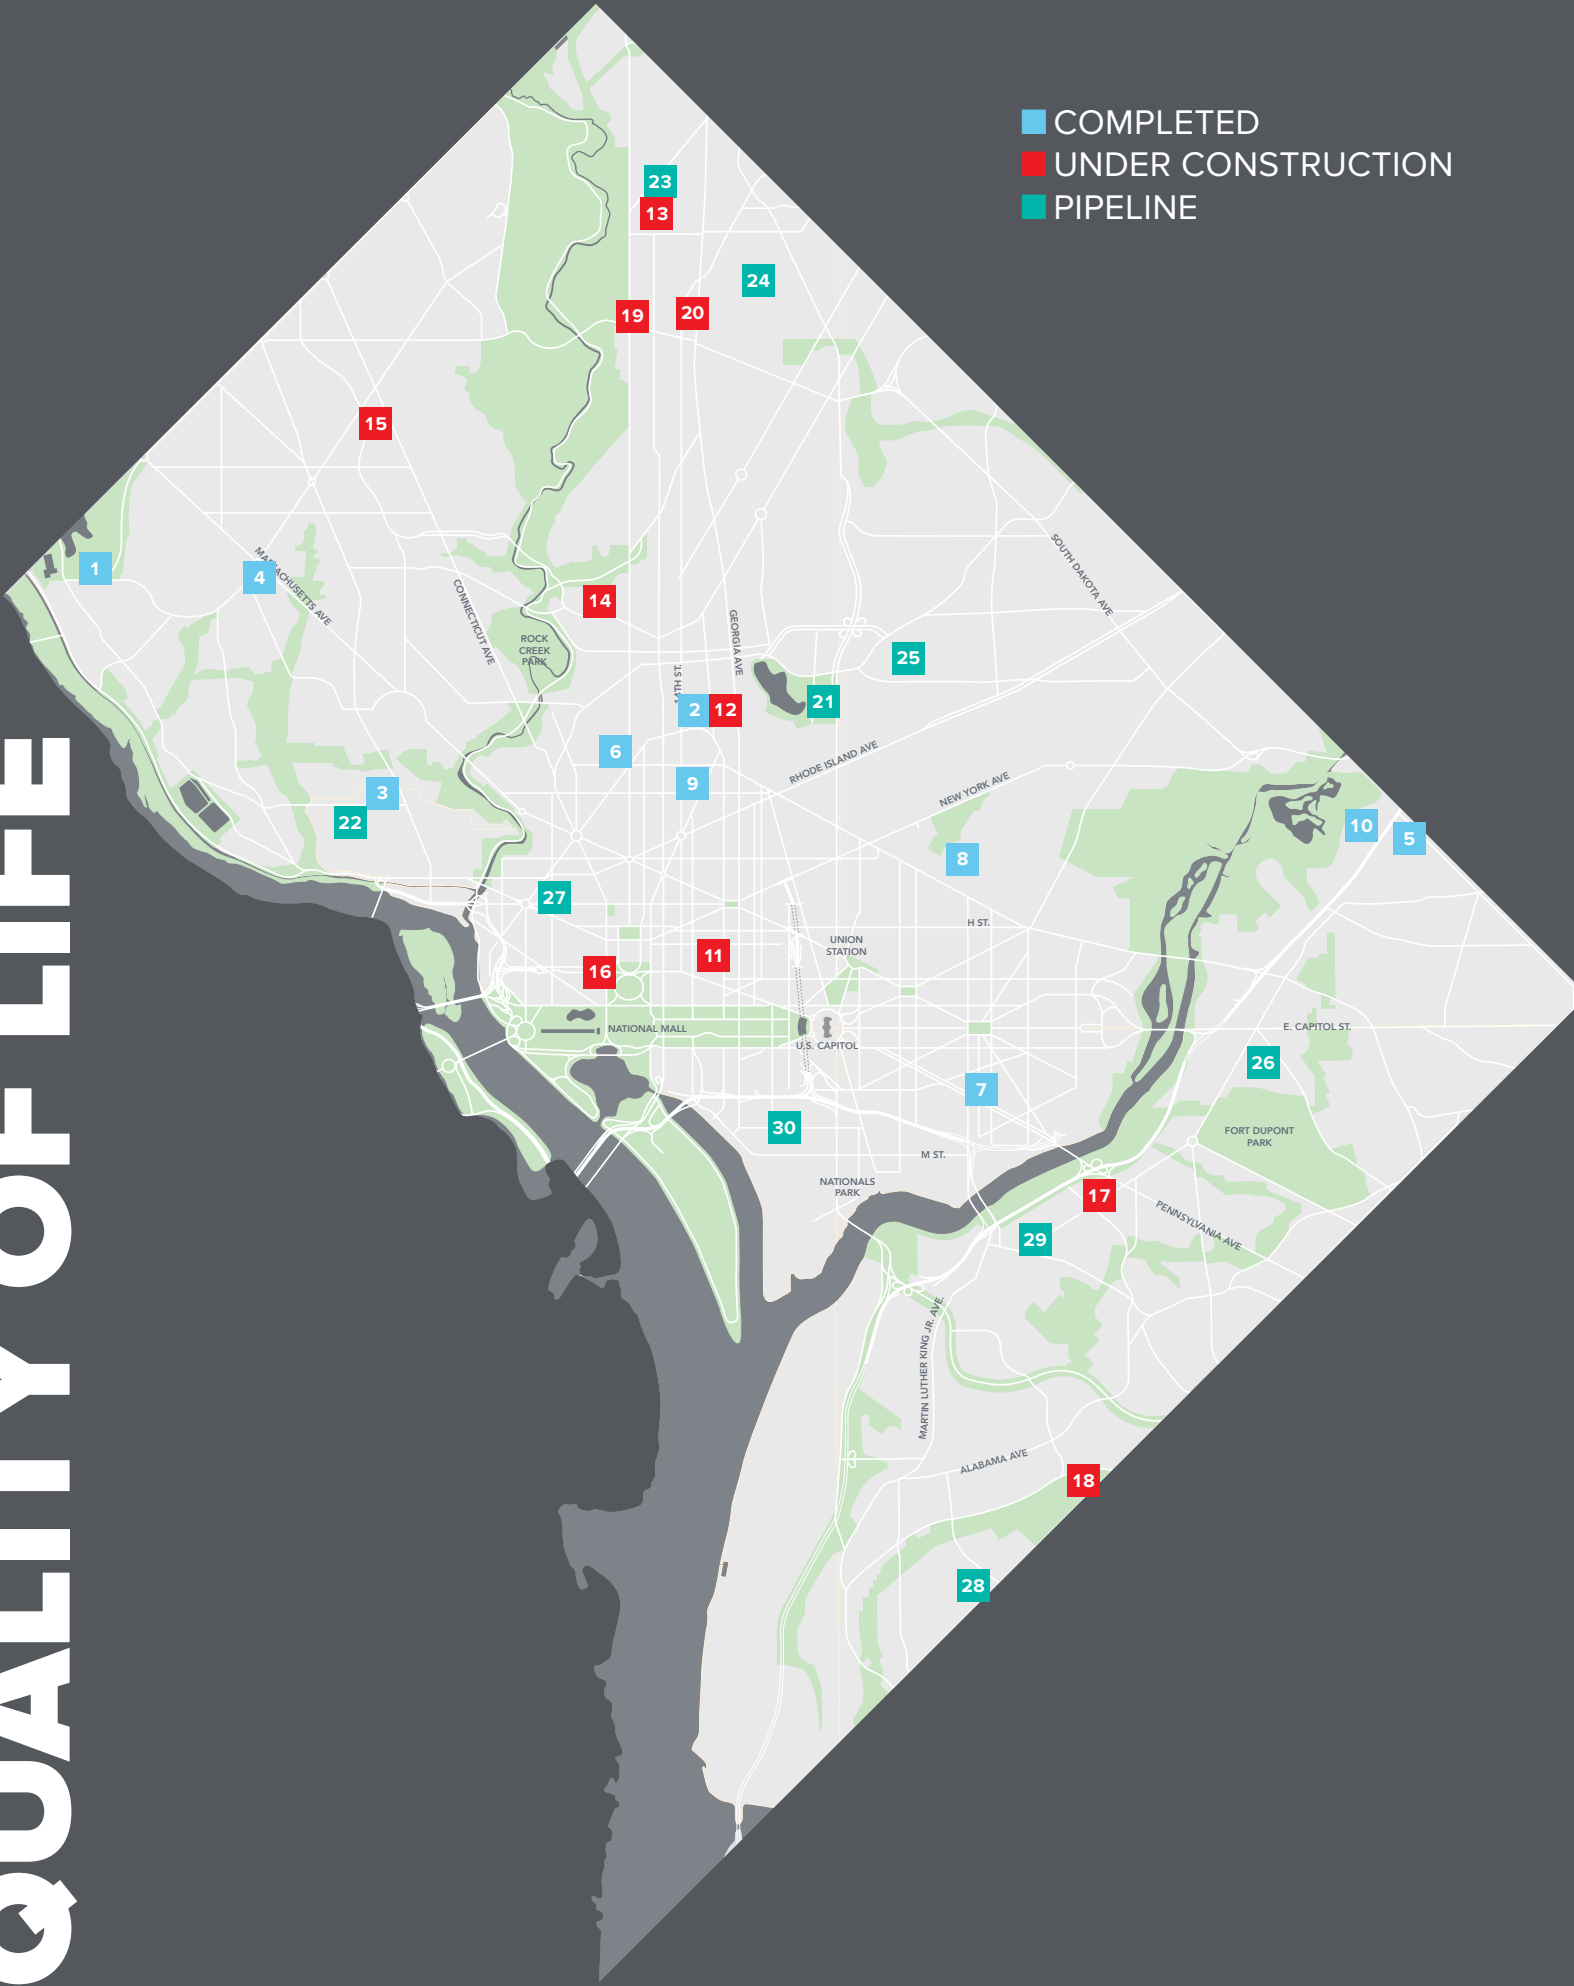 QUALITY OF LIFE
COMPLETED
UNDER CONSTRUCTION
PIPELINE
23
13
24
19
20
15
1
4
MASSACHUSETTS AVE
CONNECTICUT AVE
14
ROCK
CREEK
PARK
GEORGIA AVE
SOUTH DAKOTA AVE
25
14TH ST.
2
12
21
6
9
RHODE ISLAND AVE
NEW YORK AVE
3
22
10
5
8
27
H ST.
UNION
STATION
11
16
NATIONAL MALL
U.S. CAPITOL
E. CAPITOL ST.
26
7
30
FORT DUPONT
PARK
M ST.
NATIONALS
PARK
17
PENNSYLVANIA AVE
29
MARTIN LUTHER KING JR. AVE.
ALABAMA AVE
18
28